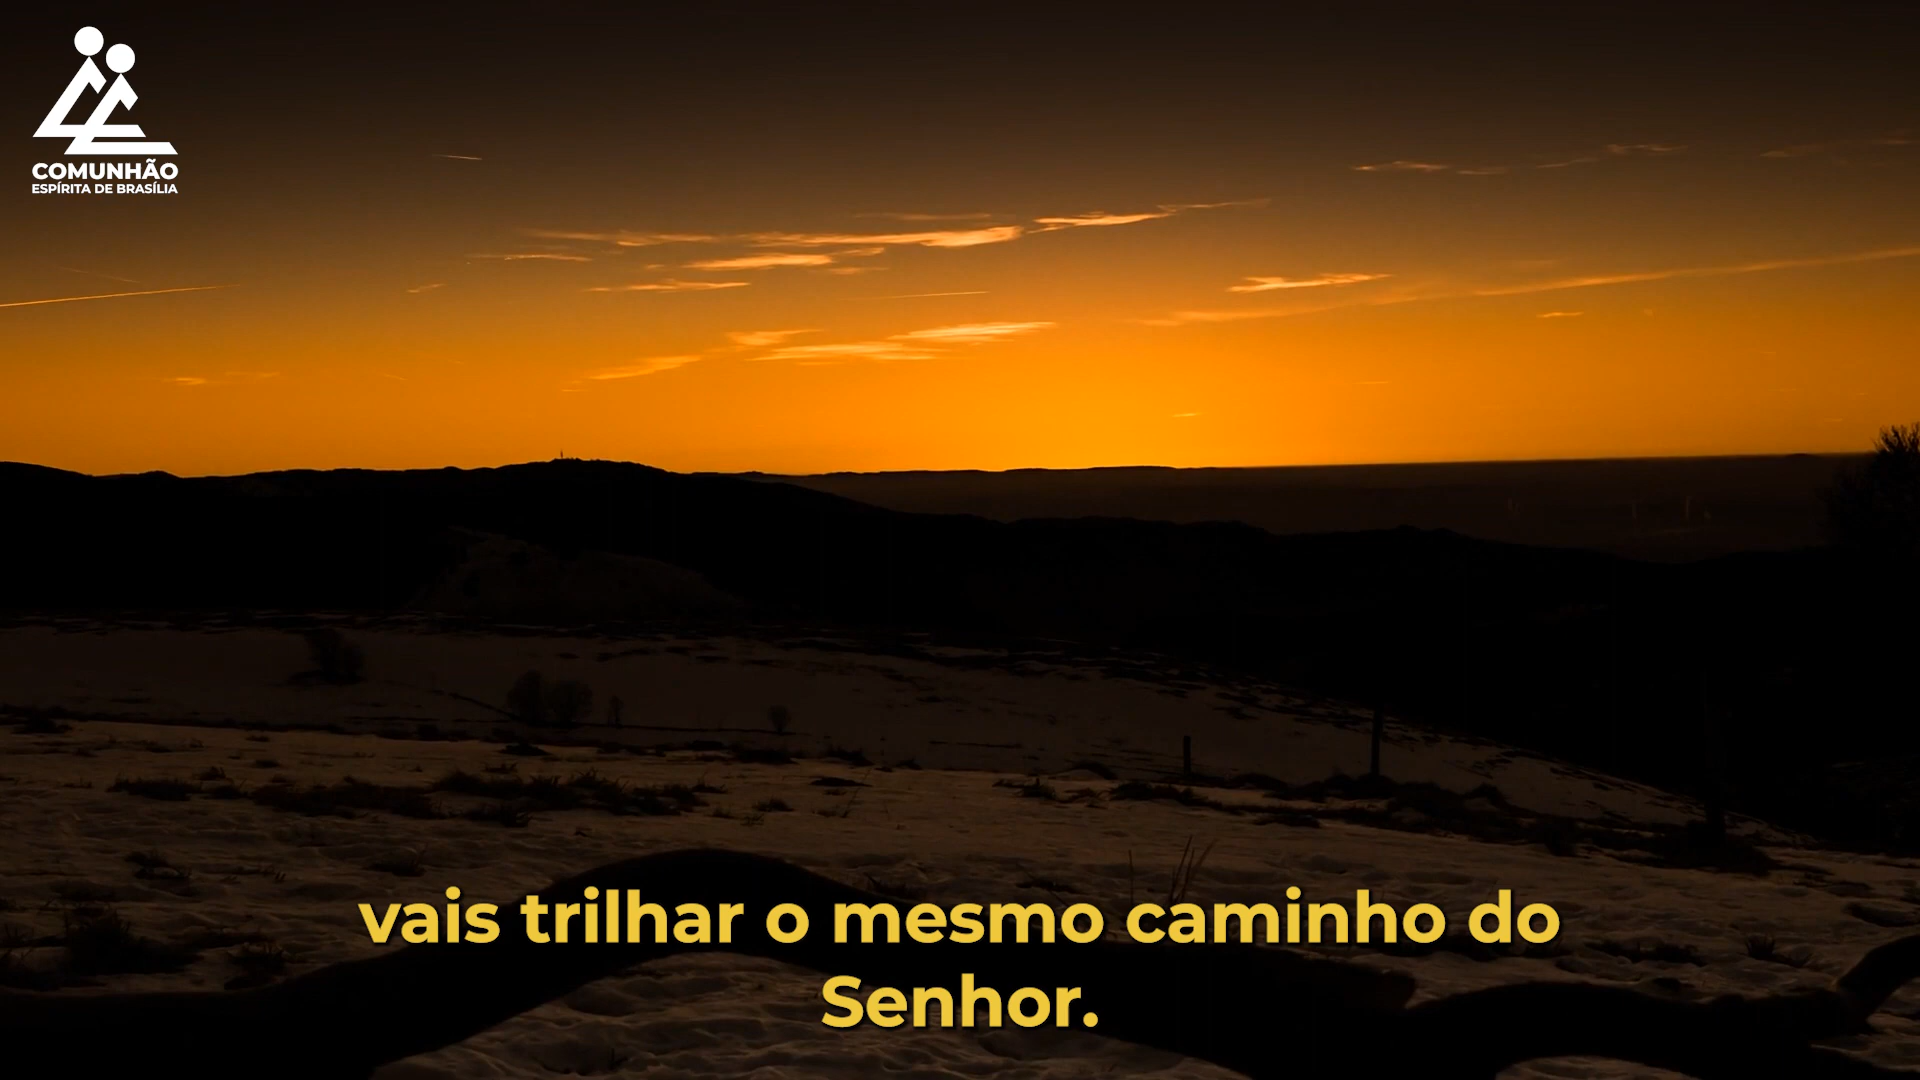 COMUNHÃO
ESPÍRITA DE BRASÍLIA
vais trilhar o mesmo caminho do
Senhor.